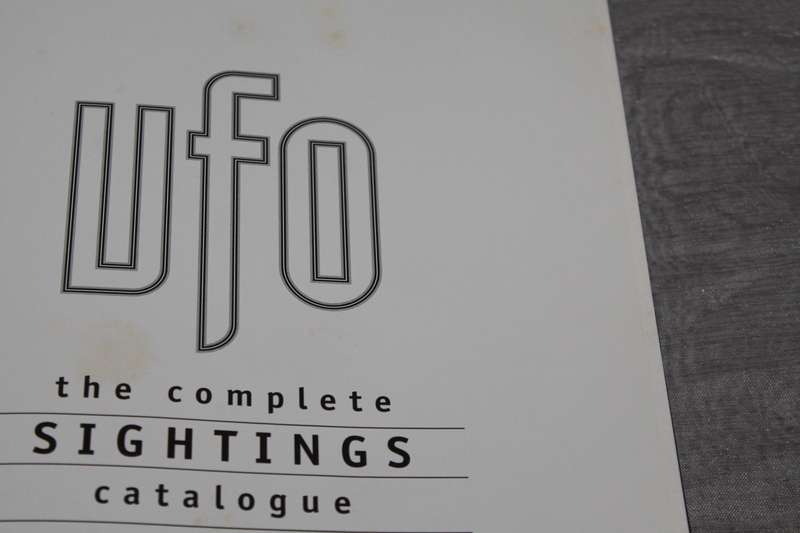 ufo
the complete
SIGHTINGS
catalogue